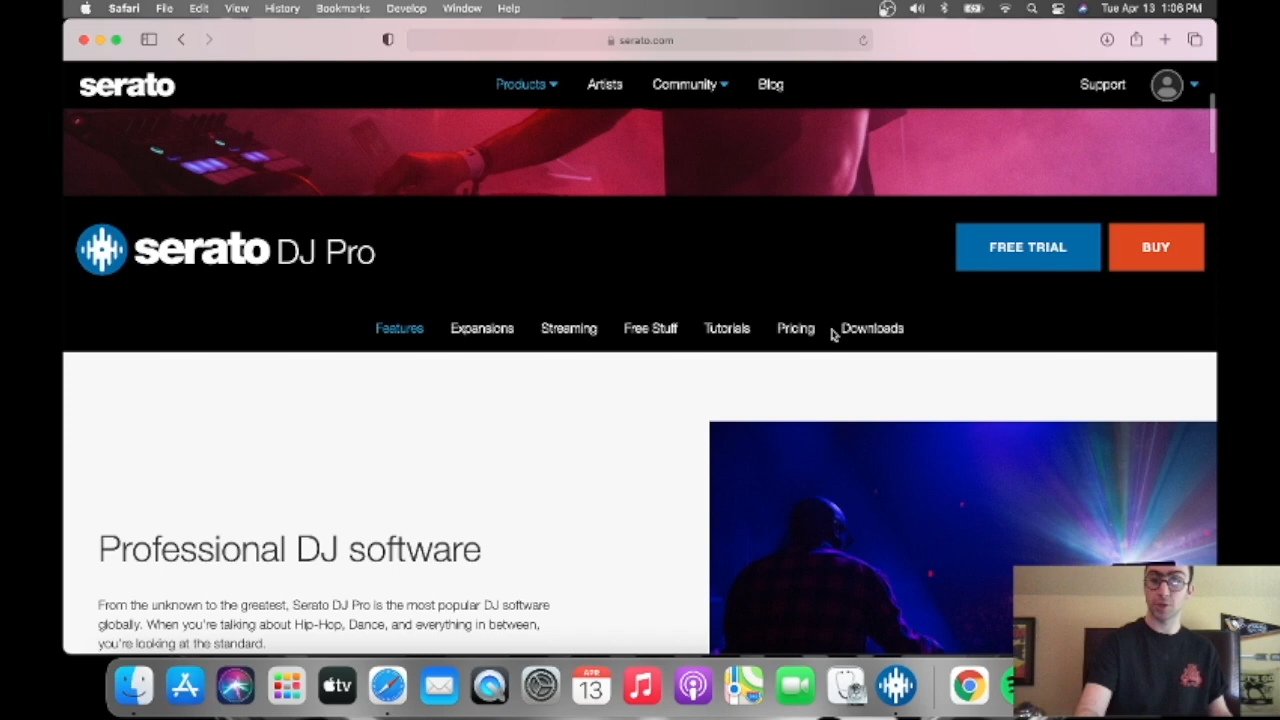 Safari File Edit View History Bookmarks Develop Window Help Tue Apr 13 1:06 PM
serato.com
serato Products Artists Community Blog Support
serato DJ Pro FREE TRIAL BUY
Features Expansions Streaming Free Stuff Tutorials Pricing Downloads
Professional DJ software
From the unknown to the greatest, Serato DJ Pro is the most popular DJ software
globally. When you're talking about Hip-Hop, Dance, and everything in between,
you're looking at the standard.
tv
APR
13